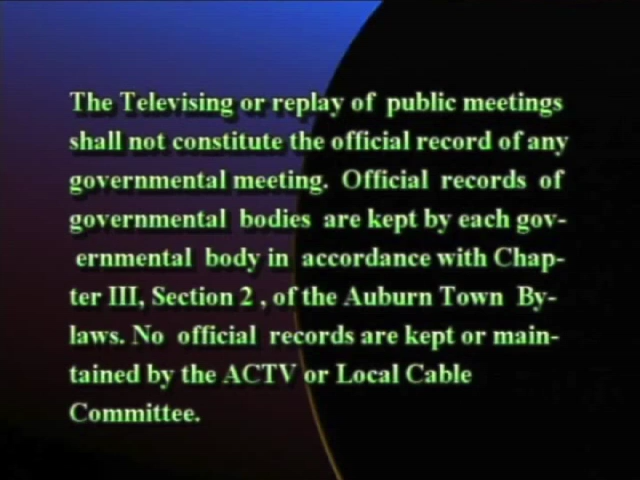 The Televising or replay of public meetings
shall not constitute the official record of any
governmental meeting. Official records of
governmental bodies are kept by each gov-
ernmental body in accordance with Chap-
ter III, Section 2 , of the Auburn Town By-
laws. No official records are kept or main-
tained by the ACTV or Local Cable
Committee.